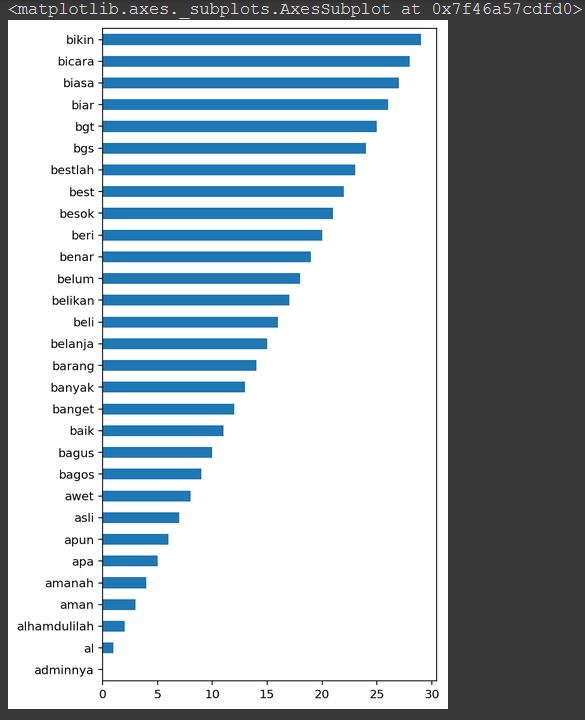 <matplotlib.axes._subplots.AxesSubplot at 0x7f46a57cdfd0>
bikin
bicara
biasa
biar
bgt
bgs
bestlah
best
besok
beri
benar
belum
belikan
beli
belanja
barang
banyak
banget
baik
bagus
bagos
awet
asli
apun
apa
amanah
aman
alhamdulilah
al
adminnya
0 5 10 15 20 25 30